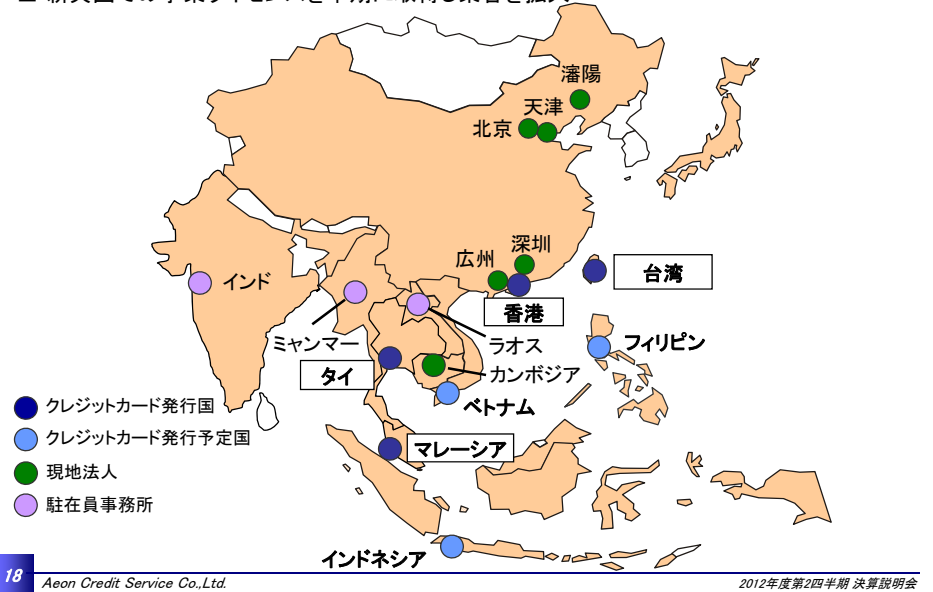 瀋陽
天津
北京
深圳
広州
台湾
インド
香港
フィリピン
ミャンマー
ラオス
タイ
カンボジア
ベトナム
クレジットカード発行国
クレジットカード発行予定国
マレーシア
現地法人
駐在員事務所
インドネシア
18
Aeon Credit Service Co.,Ltd.
2012年度第2四半期 決算説明会